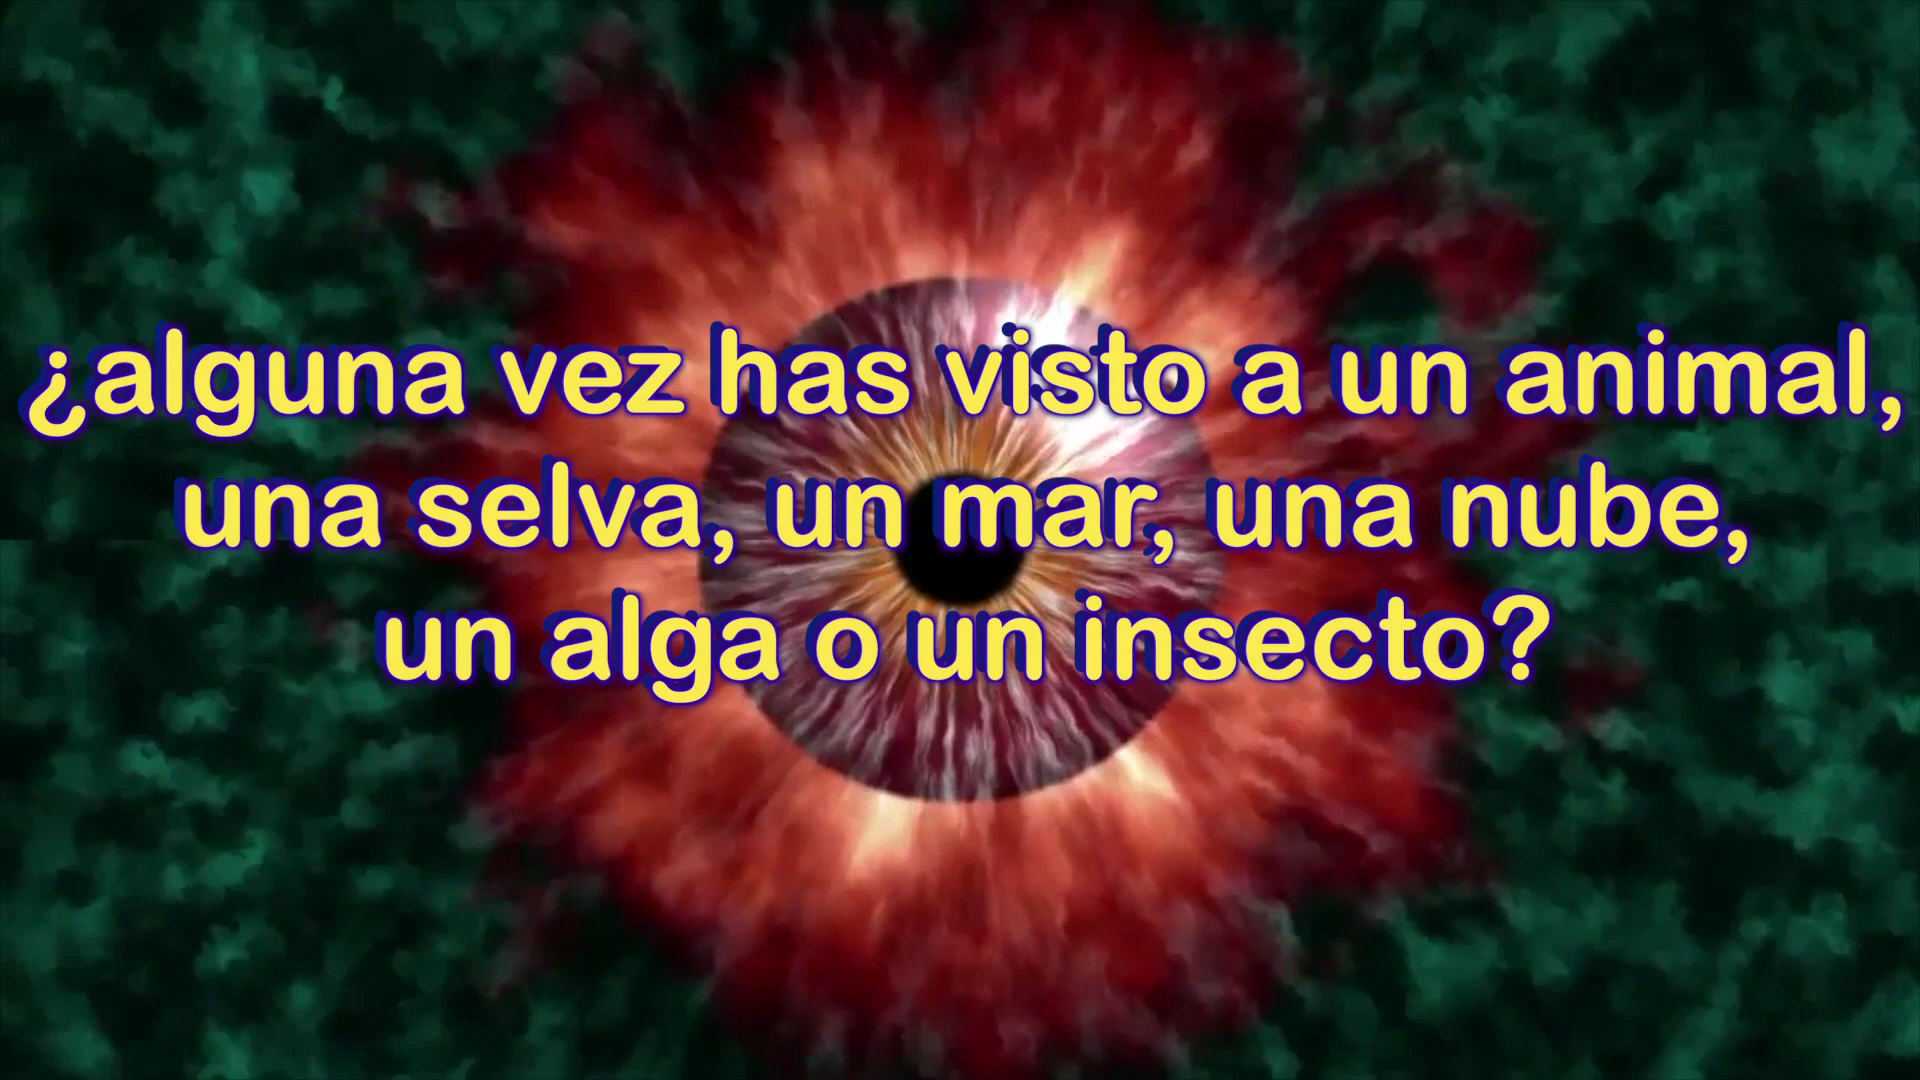 ¿alguna vez has visto a un animal,
una selva, un mar, una nube,
un alga o un insecto?